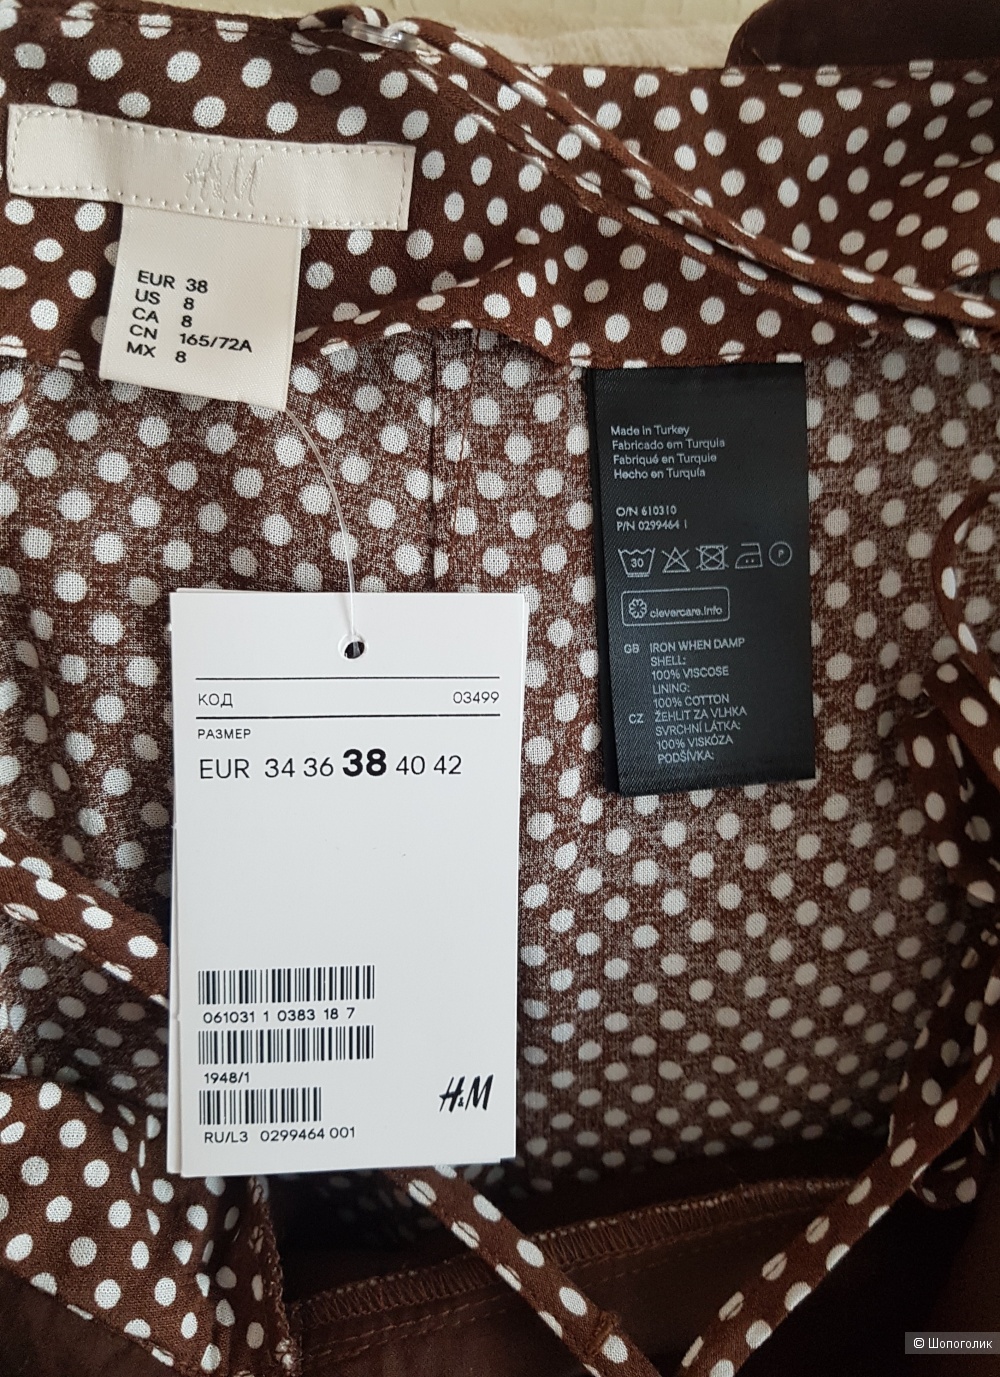 H&M
EUR 38
US 8
CA 8
CN 165/72A
MX 8
Made in Turkey
Fabricado em Turquia
Fabriqué en Turquie
Hecho en Turquía
O/N 610310
P/N 0299464 1
30
P
clevercare.info
GB IRON WHEN DAMP
SHELL:
100% VISCOSE
LINING:
100% COTTON
CZ ŽEHLIT ZA VLHKA
SVRCHNÍ LÁTKA:
100% VISKÓZA
PODŠÍVKA:
КОД 03499
РАЗМЕР
EUR 34 36 38 40 42
061031 1 0383 18 7
1948/1
H&M
RU/L3 0299464 001
© Шопоголик